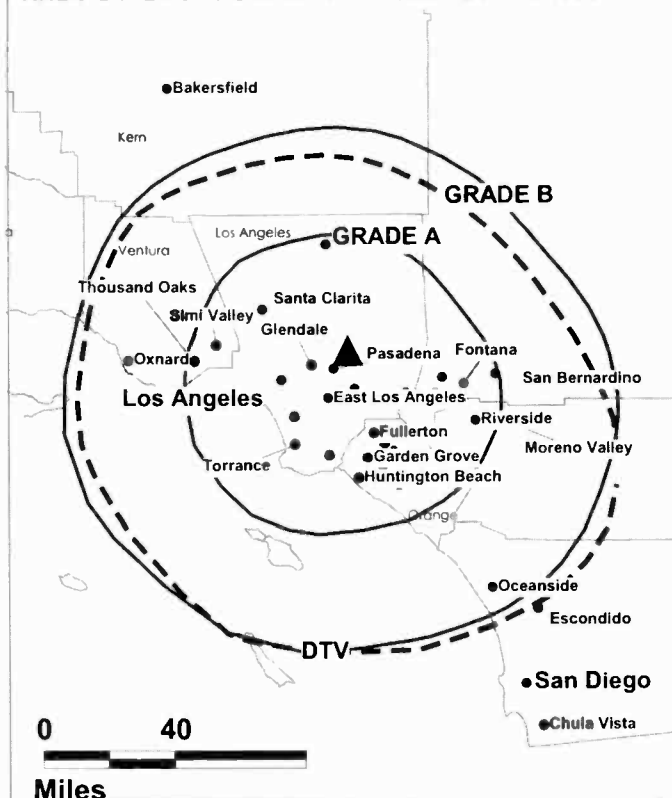 Bakersfield
Kern
GRADE B
Los Angeles
GRADE A
Ventura
Thousand Oaks
Santa Clarita
Simi Valley
Glendale
Oxnard
Pasadena
Fontana
San Bernardino
Los Angeles
East Los Angeles
Riverside
Fullerton
Moreno Valley
Torrance
Garden Grove
Huntington Beach
Orange
Oceanside
Escondido
DTV
San Diego
0 40
Chula Vista
Miles